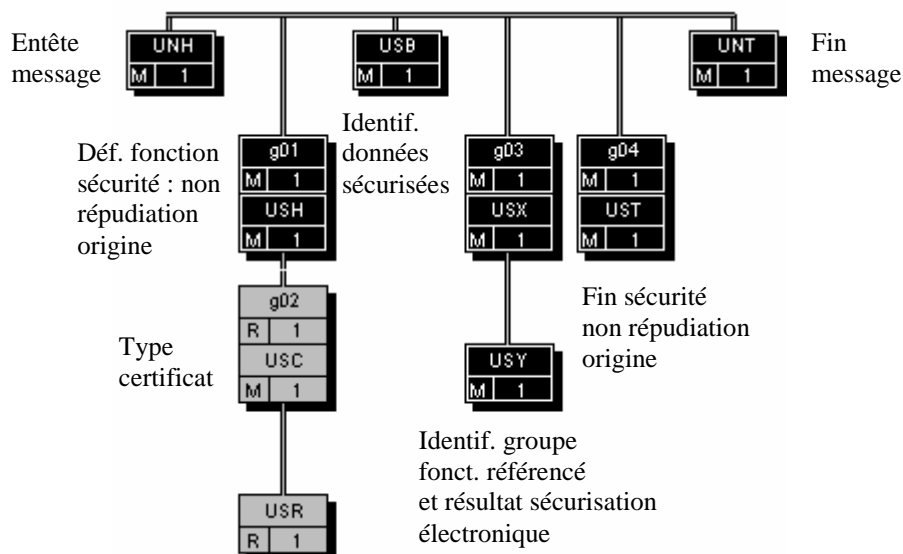 Entête
message
UNH
M 1
USB
M 1
UNT
M 1
Fin
message
Déf. fonction
sécurité : non
répudiation
origine
g01
M 1
USH
M 1
Identif.
données
sécurisées
g03
M 1
USX
M 1
g04
M 1
UST
M 1
Type
certificat
g02
R 1
USC
M 1
USY
M 1
Fin sécurité
non répudiation
origine
Identif. groupe
fonct. référencé
et résultat sécurisation
électronique
USR
R 1